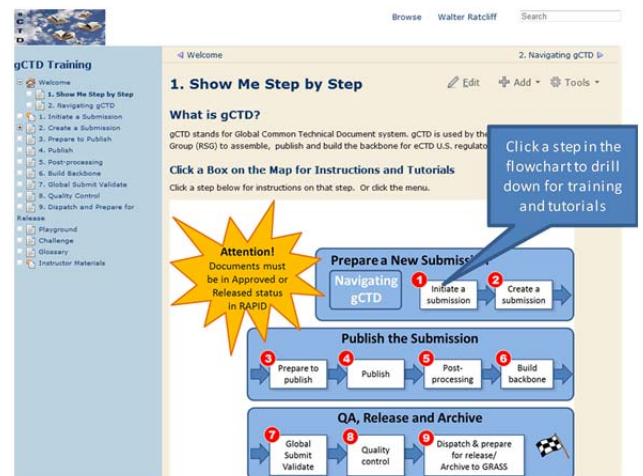 e
C
T
D
Browse Walter Ratcliff Search
gCTD Training
Welcome
1. Show Me Step by Step
2. Navigating gCTD
1. Initiate a Submission
2. Create a Submission
3. Prepare to Publish
4. Publish
5. Post-processing
6. Build Backbone
7. Global Submit Validate
8. Quality Control
9. Dispatch and Prepare for
Release
Playground
Challenge
Glossary
Instructor Materials
Welcome 2. Navigating gCTD
1. Show Me Step by Step
Edit Add Tools
What is gCTD?
gCTD stands for Global Common Technical Document system. gCTD is used by the
Group (RSG) to assemble, publish and build the backbone for eCTD U.S.
Click a Box on the Map for Instructions and Tutorials
Click a step below for instructions on that step. Or click the menu.
Click a step in the
flowchart to drill
down for training
and tutorials
Attention!
Documents must
be in Approved or
Released status
in RAPID
Prepare a New
Navigating
gCTD
1
Initiate a
submission
2
Create a
submission
Publish the Submission
3
Prepare to
publish
4
Publish
5
Post-
processing
6
Build
backbone
QA, Release and Archive
7
Global
Submit
Validate
8
Quality
control
9
Dispatch & prepare
for release/
Archive to GRASS